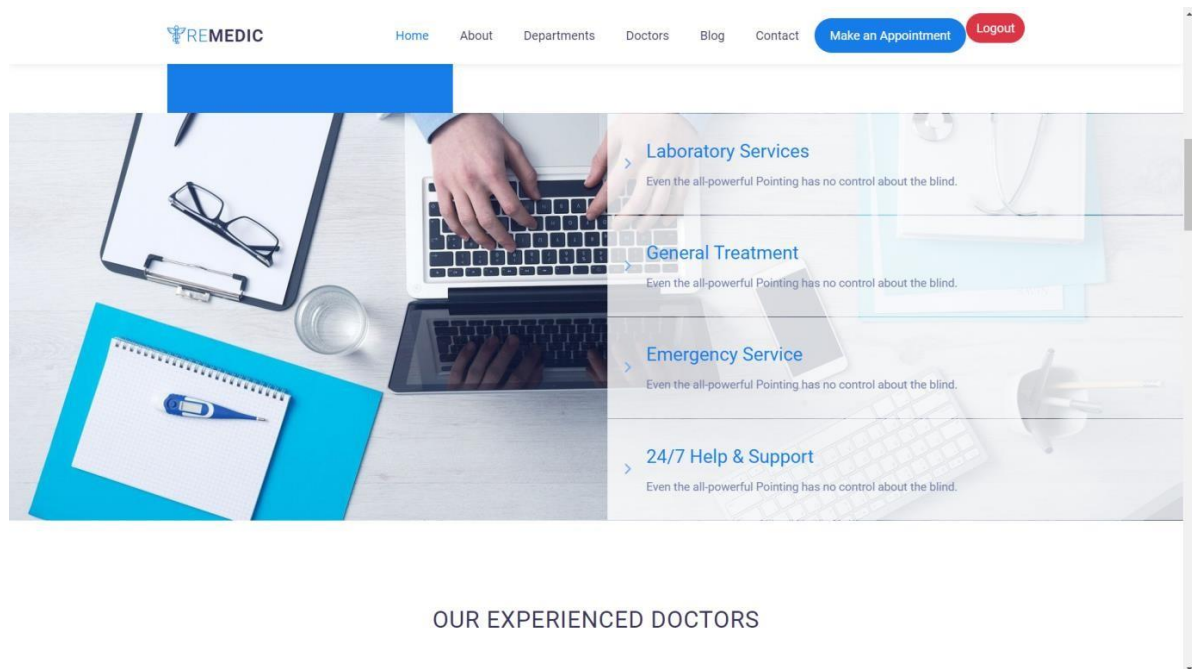 REMEDIC
Home About Departments Doctors Blog Contact Make an Appointment Logout
Laboratory Services
Even the all-powerful Pointing has no control about the blind.
General Treatment
Even the all-powerful Pointing has no control about the blind.
Emergency Service
Even the all-powerful Pointing has no control about the blind.
24/7 Help & Support
Even the all-powerful Pointing has no control about the blind.
OUR EXPERIENCED DOCTORS